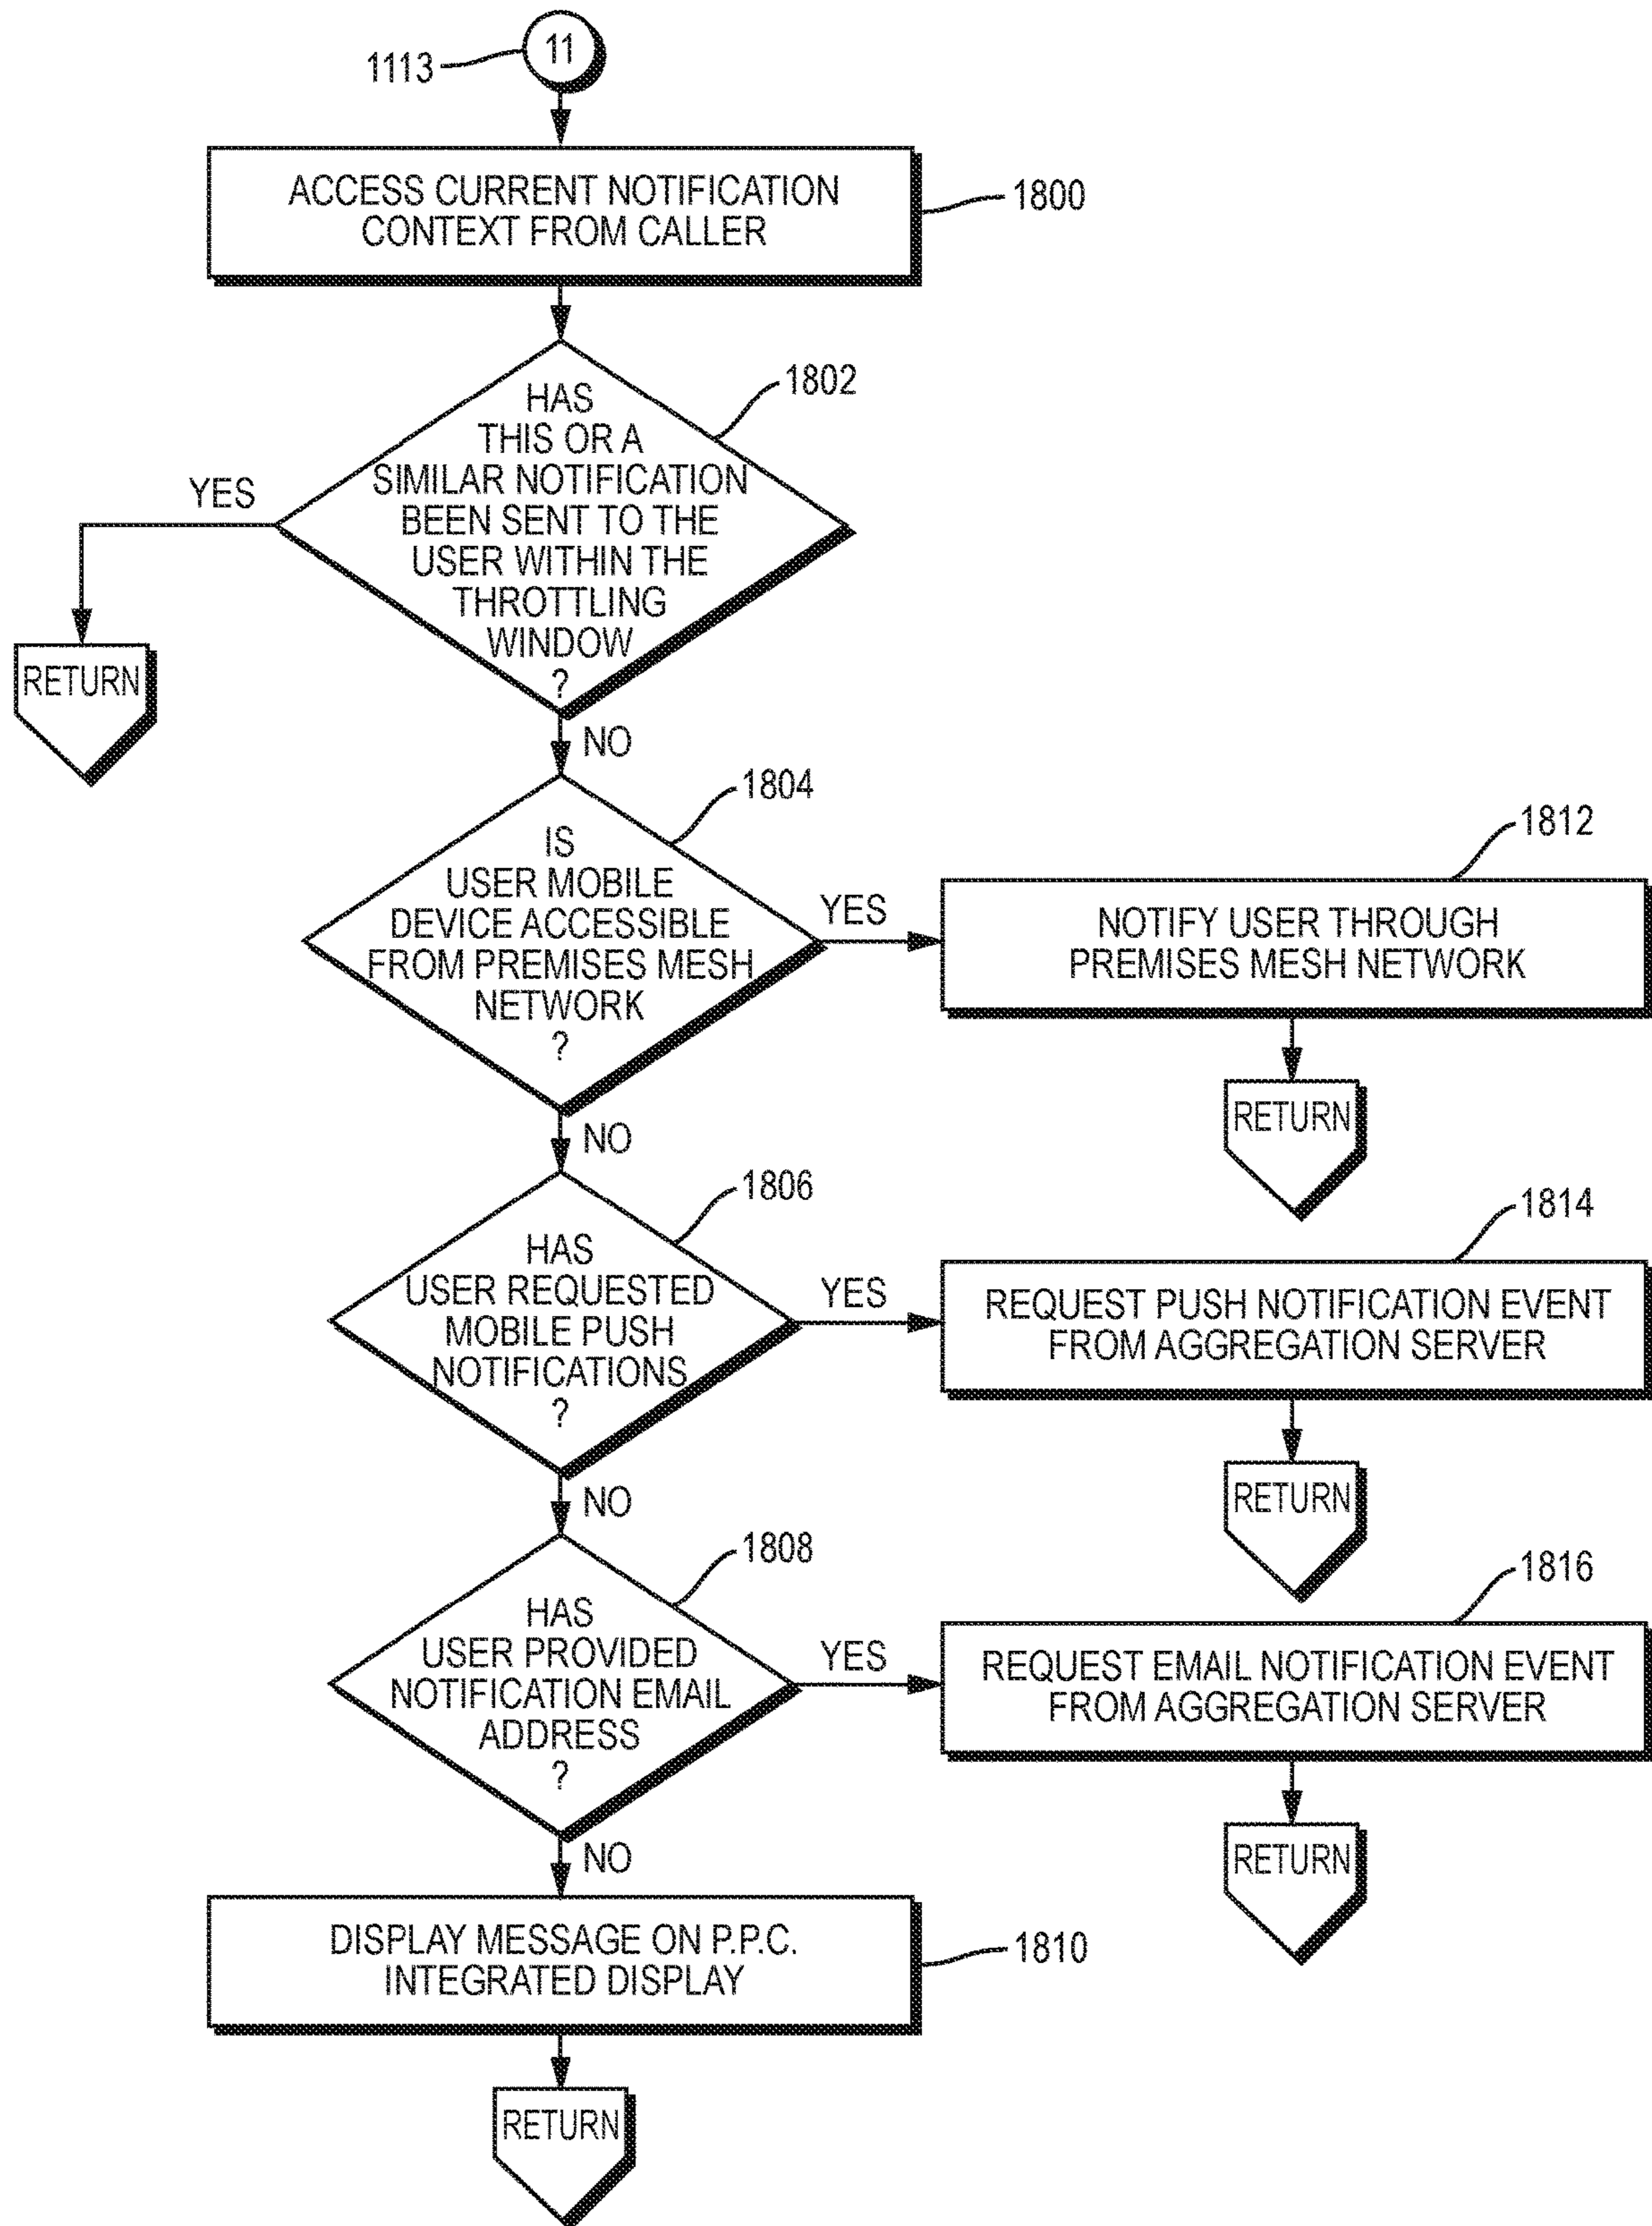 11
1113
ACCESS CURRENT NOTIFICATION
CONTEXT FROM CALLER
1800
HAS
THIS OR A
SIMILAR NOTIFICATION
BEEN SENT TO THE
USER WITHIN THE
THROTTLING
WINDOW
?
1802
YES
RETURN
NO
IS
USER MOBILE
DEVICE ACCESSIBLE
FROM PREMISES MESH
NETWORK
?
1804
YES
NOTIFY USER THROUGH
PREMISES MESH NETWORK
1812
RETURN
NO
HAS
USER REQUESTED
MOBILE PUSH
NOTIFICATIONS
?
1806
YES
REQUEST PUSH NOTIFICATION EVENT
FROM AGGREGATION SERVER
1814
RETURN
NO
HAS
USER PROVIDED
NOTIFICATION EMAIL
ADDRESS
?
1808
YES
REQUEST EMAIL NOTIFICATION EVENT
FROM AGGREGATION SERVER
1816
RETURN
NO
DISPLAY MESSAGE ON P.P.C.
INTEGRATED DISPLAY
1810
RETURN